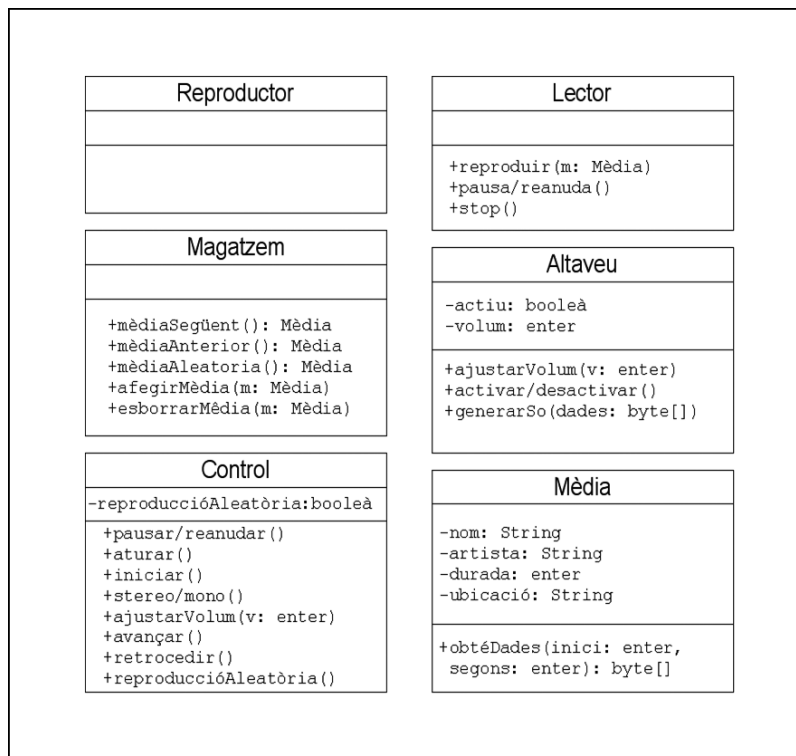 Reproductor
Magatzem
+mèdiaSegüent(): Mèdia
+mèdiaAnterior(): Mèdia
+mèdiaAleatoria(): Mèdia
+afegirMèdia(m: Mèdia)
+esborrarMêdia(m: Mèdia)
Control
-reproduccióAleatòria:booleà
+pausar/reanudar()
+aturar()
+iniciar()
+stereo/mono()
+ajustarVolum(v: enter)
+avançar()
+retrocedir()
+reproduccióAleatòria()
Lector
+reproduir(m: Mèdia)
+pausa/reanuda()
+stop()
Altaveu
-actiu: booleà
-volum: enter
+ajustarVolum(v: enter)
+activar/desactivar()
+generarSo(dades: byte[])
Mèdia
-nom: String
-artista: String
-durada: enter
-ubicació: String
+obtéDades(inici: enter,
segons: enter): byte[]